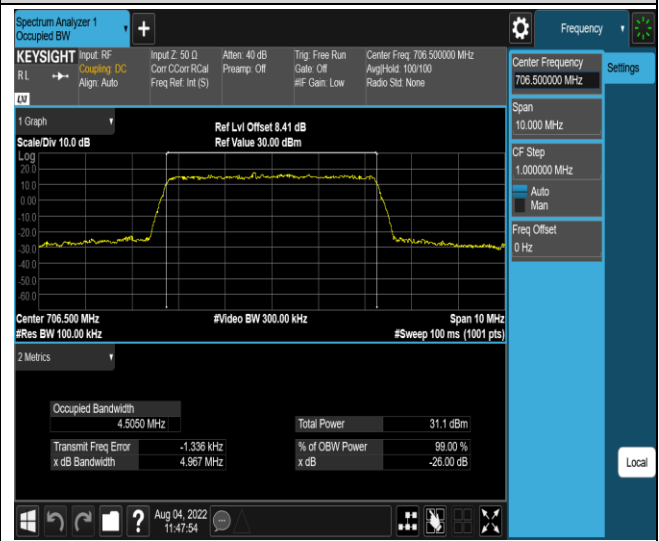 Spectrum Analyzer 1
Occupied BW
Frequency
KEYSIGHT
RL
LXI
Input: RF
Coupling: DC
Align: Auto
Input Z: 50 Ω
Corr CCorr RCal
Freq Ref: Int (S)
Atten: 40 dB
Preamp: Off
Trig: Free Run
Gate: Off
#IF Gain: Low
Center Freq: 706.500000 MHz
Avg|Hold: 100/100
Radio Std: None
Center Frequency
706.500000 MHz
Settings
Span
10.000 MHz
CF Step
1.000000 MHz
Auto
Man
Freq Offset
0 Hz
1 Graph
Scale/Div 10.0 dB
Ref Lvl Offset 8.41 dB
Ref Value 30.00 dBm
Log
20.0
10.0
0.00
-10.0
-20.0
-30.0
-40.0
-50.0
-60.0
Center 706.500 MHz
#Video BW 300.00 kHz
Span 10 MHz
#Res BW 100.00 kHz
#Sweep 100 ms (1001 pts)
2 Metrics
Occupied Bandwidth
4.5050 MHz
Total Power 31.1 dBm
Transmit Freq Error -1.336 kHz
% of OBW Power 99.00 %
x dB Bandwidth 4.967 MHz
x dB -26.00 dB
Local
Aug 04, 2022
11:47:54